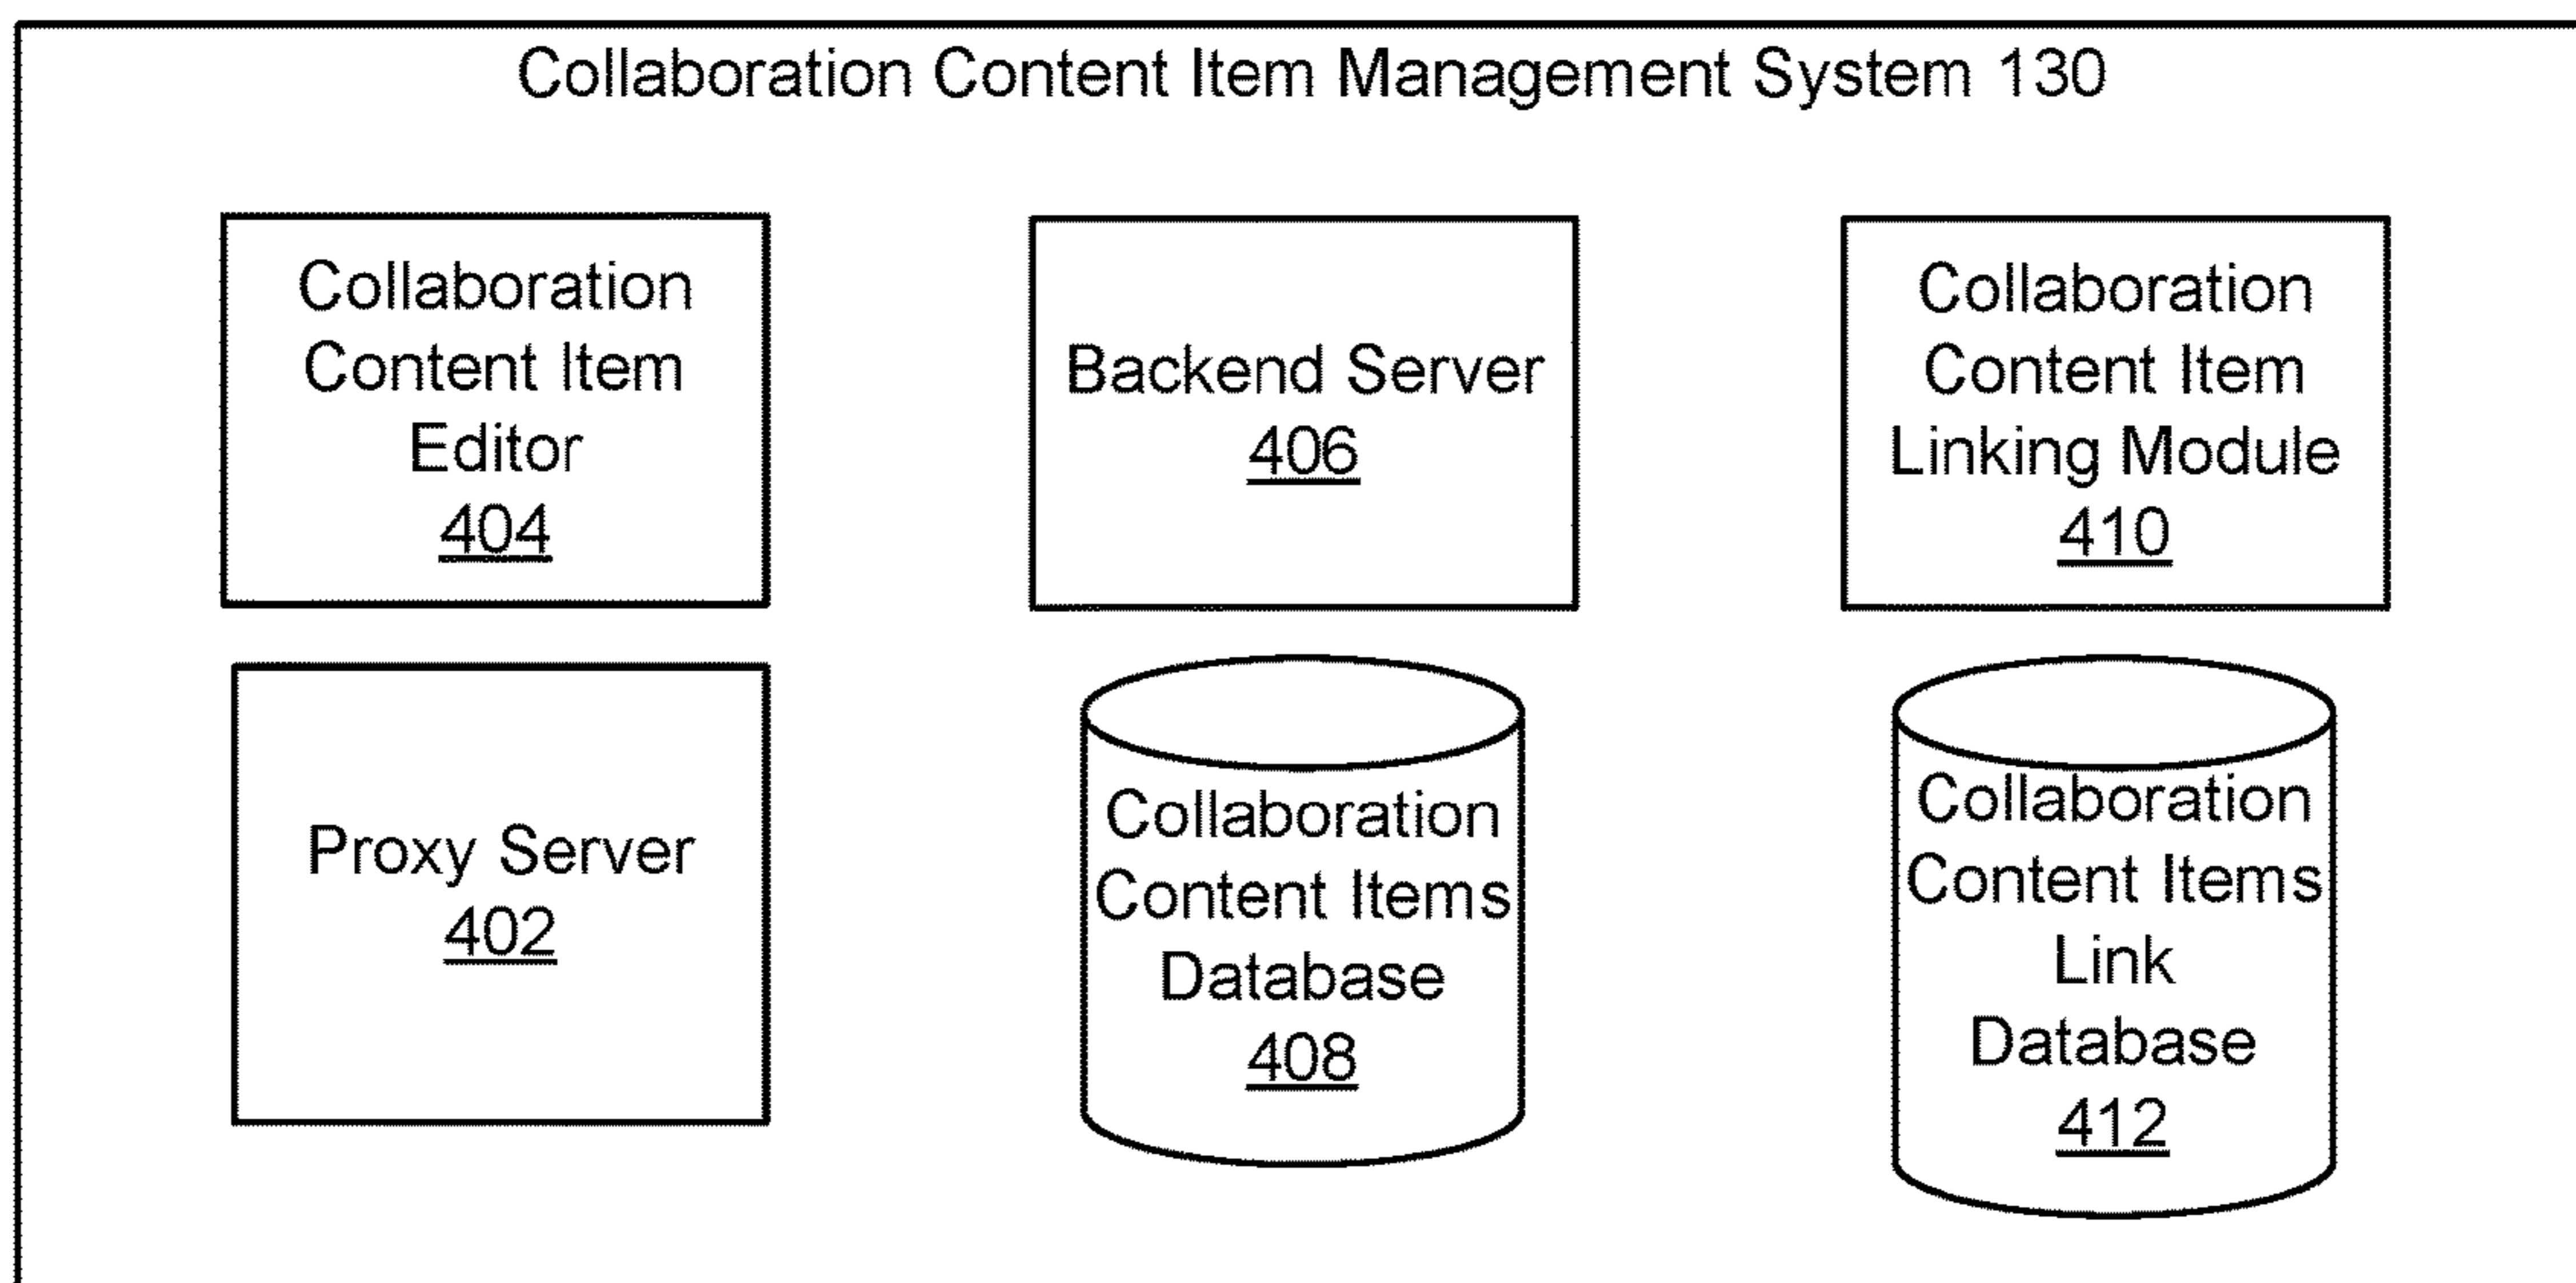 Collaboration Content Item Management System 130
Collaboration
Content Item
Editor
404
Backend Server
406
Collaboration
Content Item
Linking Module
410
Proxy Server
402
Collaboration
Content Items
Database
408
Collaboration
Content Items
Link
Database
412